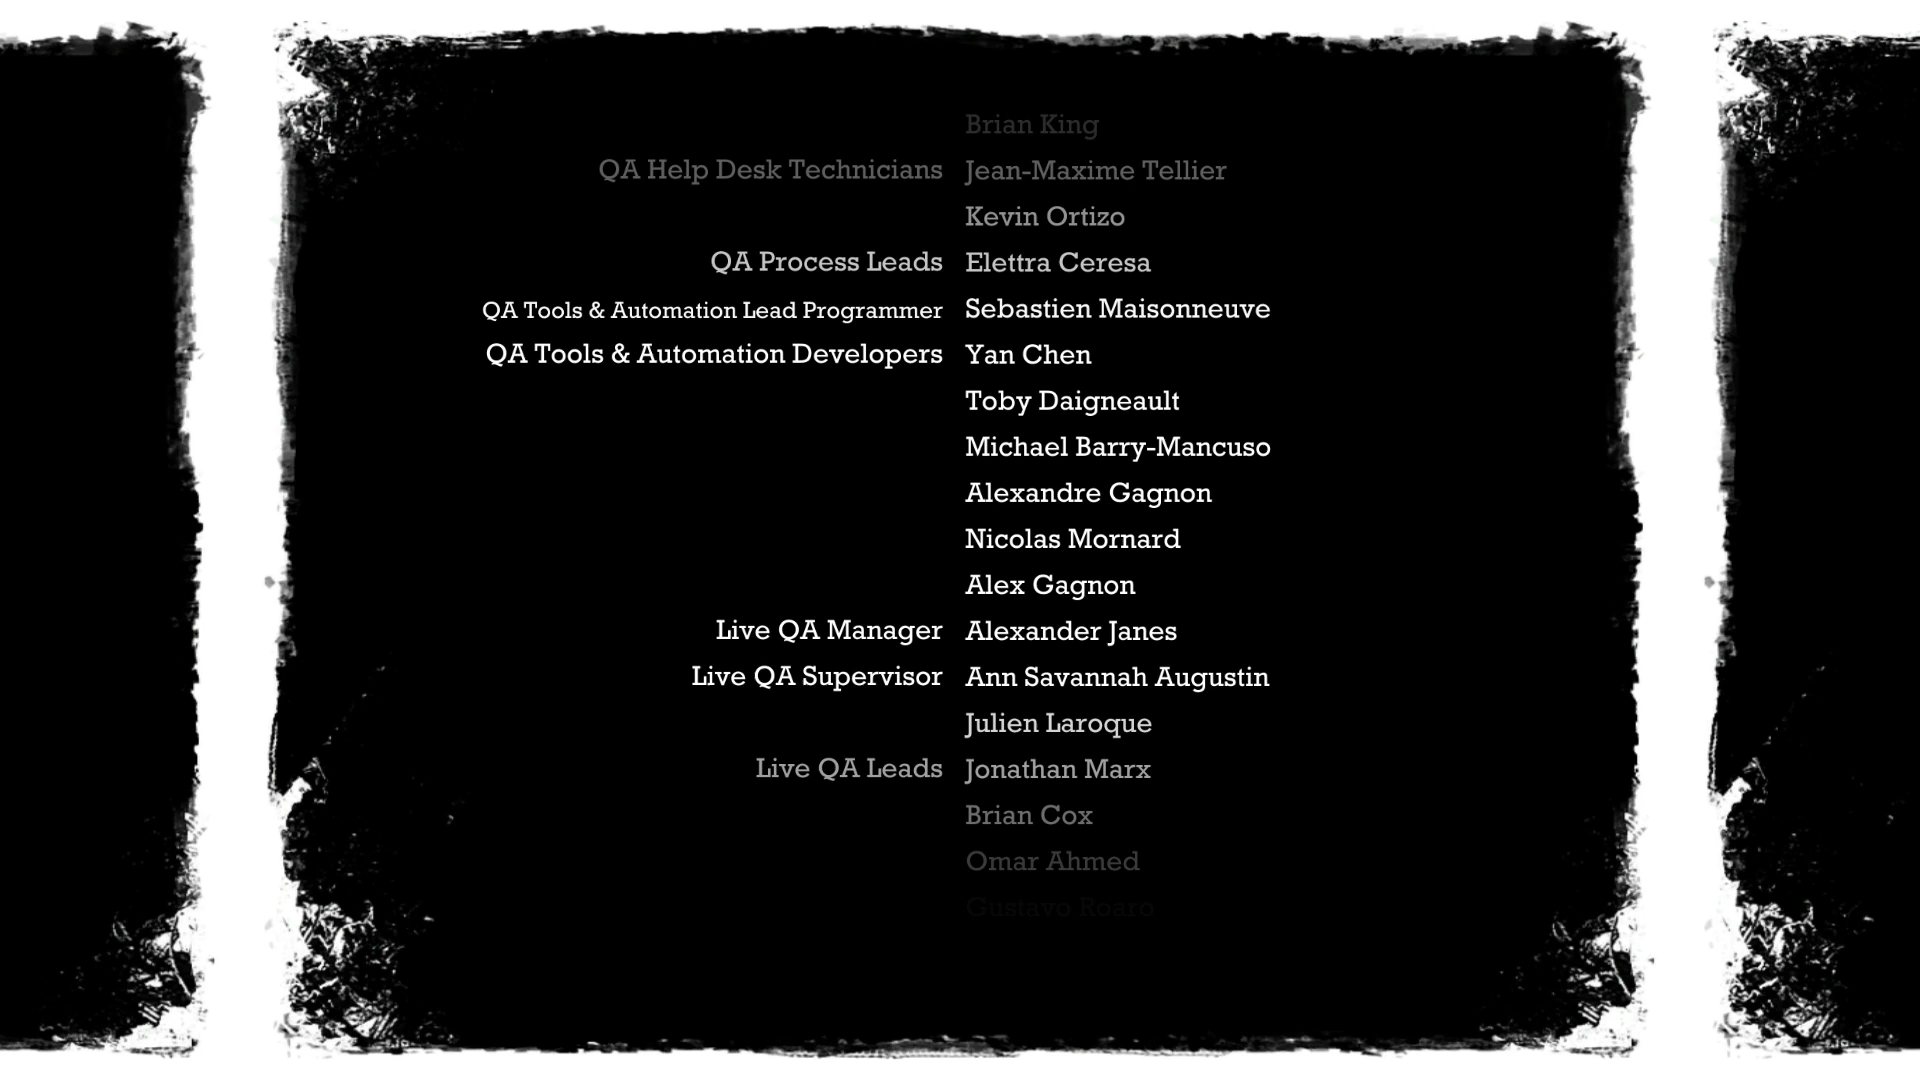 Brian King
QA Help Desk Technicians Jean-Maxime Tellier
Kevin Ortizo
QA Process Leads Elettra Ceresa
QA Tools & Automation Lead Programmer Sebastien Maisonneuve
QA Tools & Automation Developers Yan Chen
Toby Daigneault
Michael Barry-Mancuso
Alexandre Gagnon
Nicolas Mornard
Alex Gagnon
Live QA Manager Alexander Janes
Live QA Supervisor Ann Savannah Augustin
Julien Laroque
Live QA Leads Jonathan Marx
Brian Cox
Omar Ahmed
Gustavo Roaro